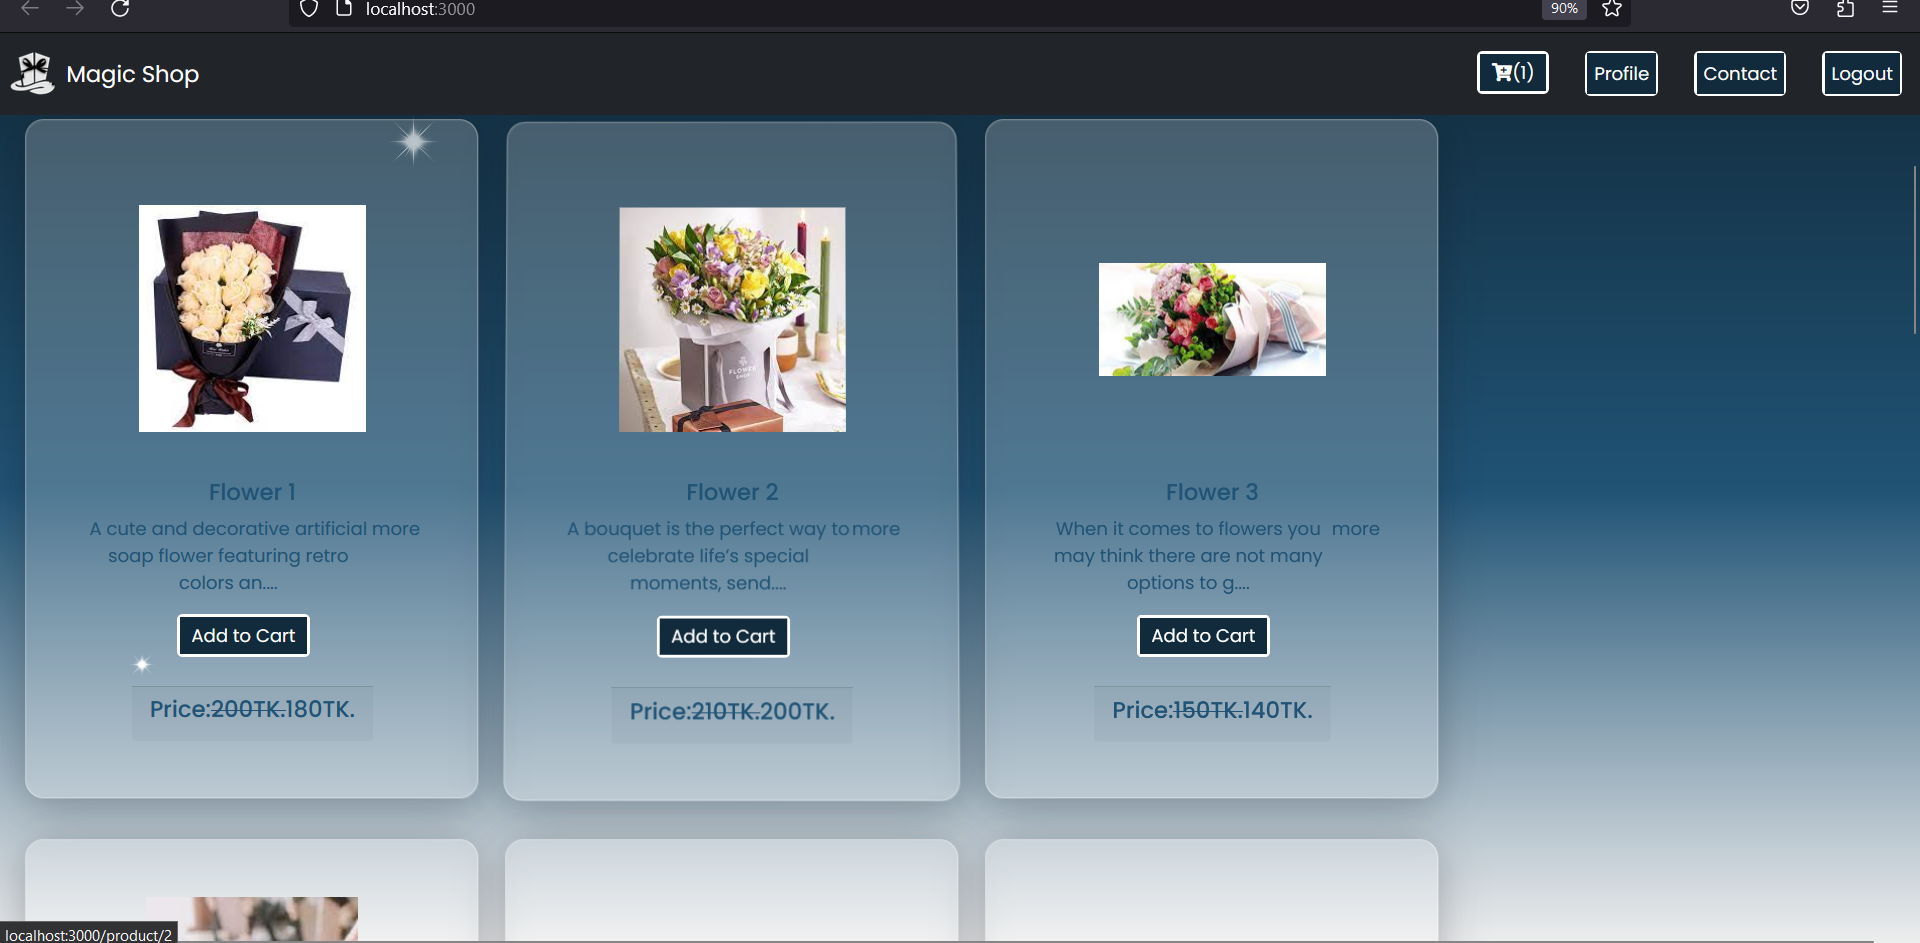 localhost:3000
90%
Magic Shop
(1)
Profile
Contact
Logout
FLOWER
SHOP
Flower 1
A cute and decorative artificial more
soap flower featuring retro
colors an....
Add to Cart
Price:200TK.180TK.
Flower 2
A bouquet is the perfect way to more
celebrate life’s special
moments, send....
Add to Cart
Price:210TK.200TK.
Flower 3
When it comes to flowers you more
may think there are not many
options to g....
Add to Cart
Price:150TK.140TK.
localhost:3000/product/2